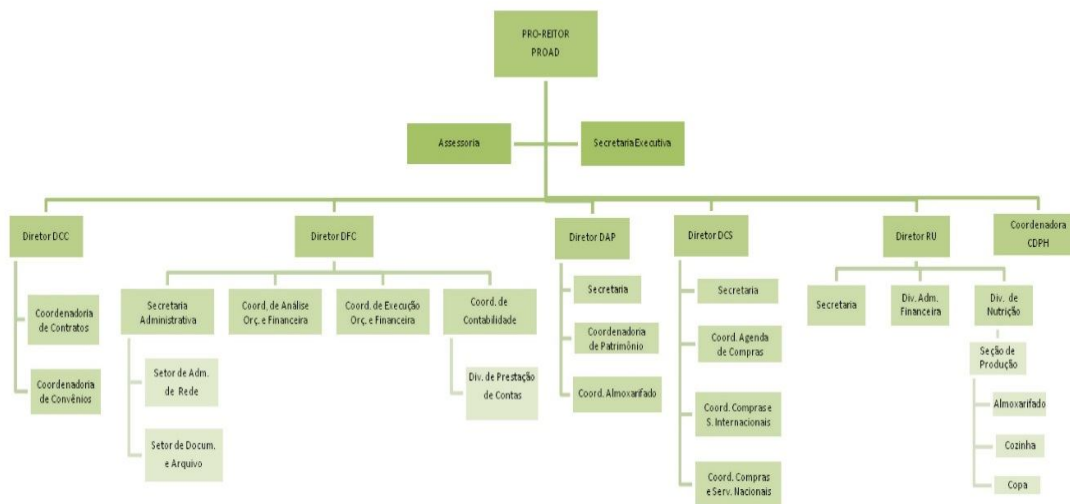 PRO-REITOR
PROAD
Assessoria
Secretaria Executiva
Diretor DCC
Diretor DFC
Diretor DAP
Diretor DCS
Diretor RU
Coordenadora
CDPH
Coordenadoria
de Contratos
Coordenadoria
de Convênios
Secretaria
Administrativa
Setor de Adm.
de Rede
Setor de Docum.
e Arquivo
Coord. de Análise
Orç. e Financeira
Coord. de Execução
Orç. e Financeira
Coord. de
Contabilidade
Div. de Prestação
de Contas
Secretaria
Coordenadoria
de Patrimônio
Coord. Almoxarifado
Secretaria
Coord. Agenda
de Compras
Coord. Compras e
S. Internacionais
Coord. Compras
e Serv. Nacionais
Secretaria
Div. Adm.
Financeira
Div. de
Nutrição
Seção de
Produção
Almoxarifado
Cozinha
Copa